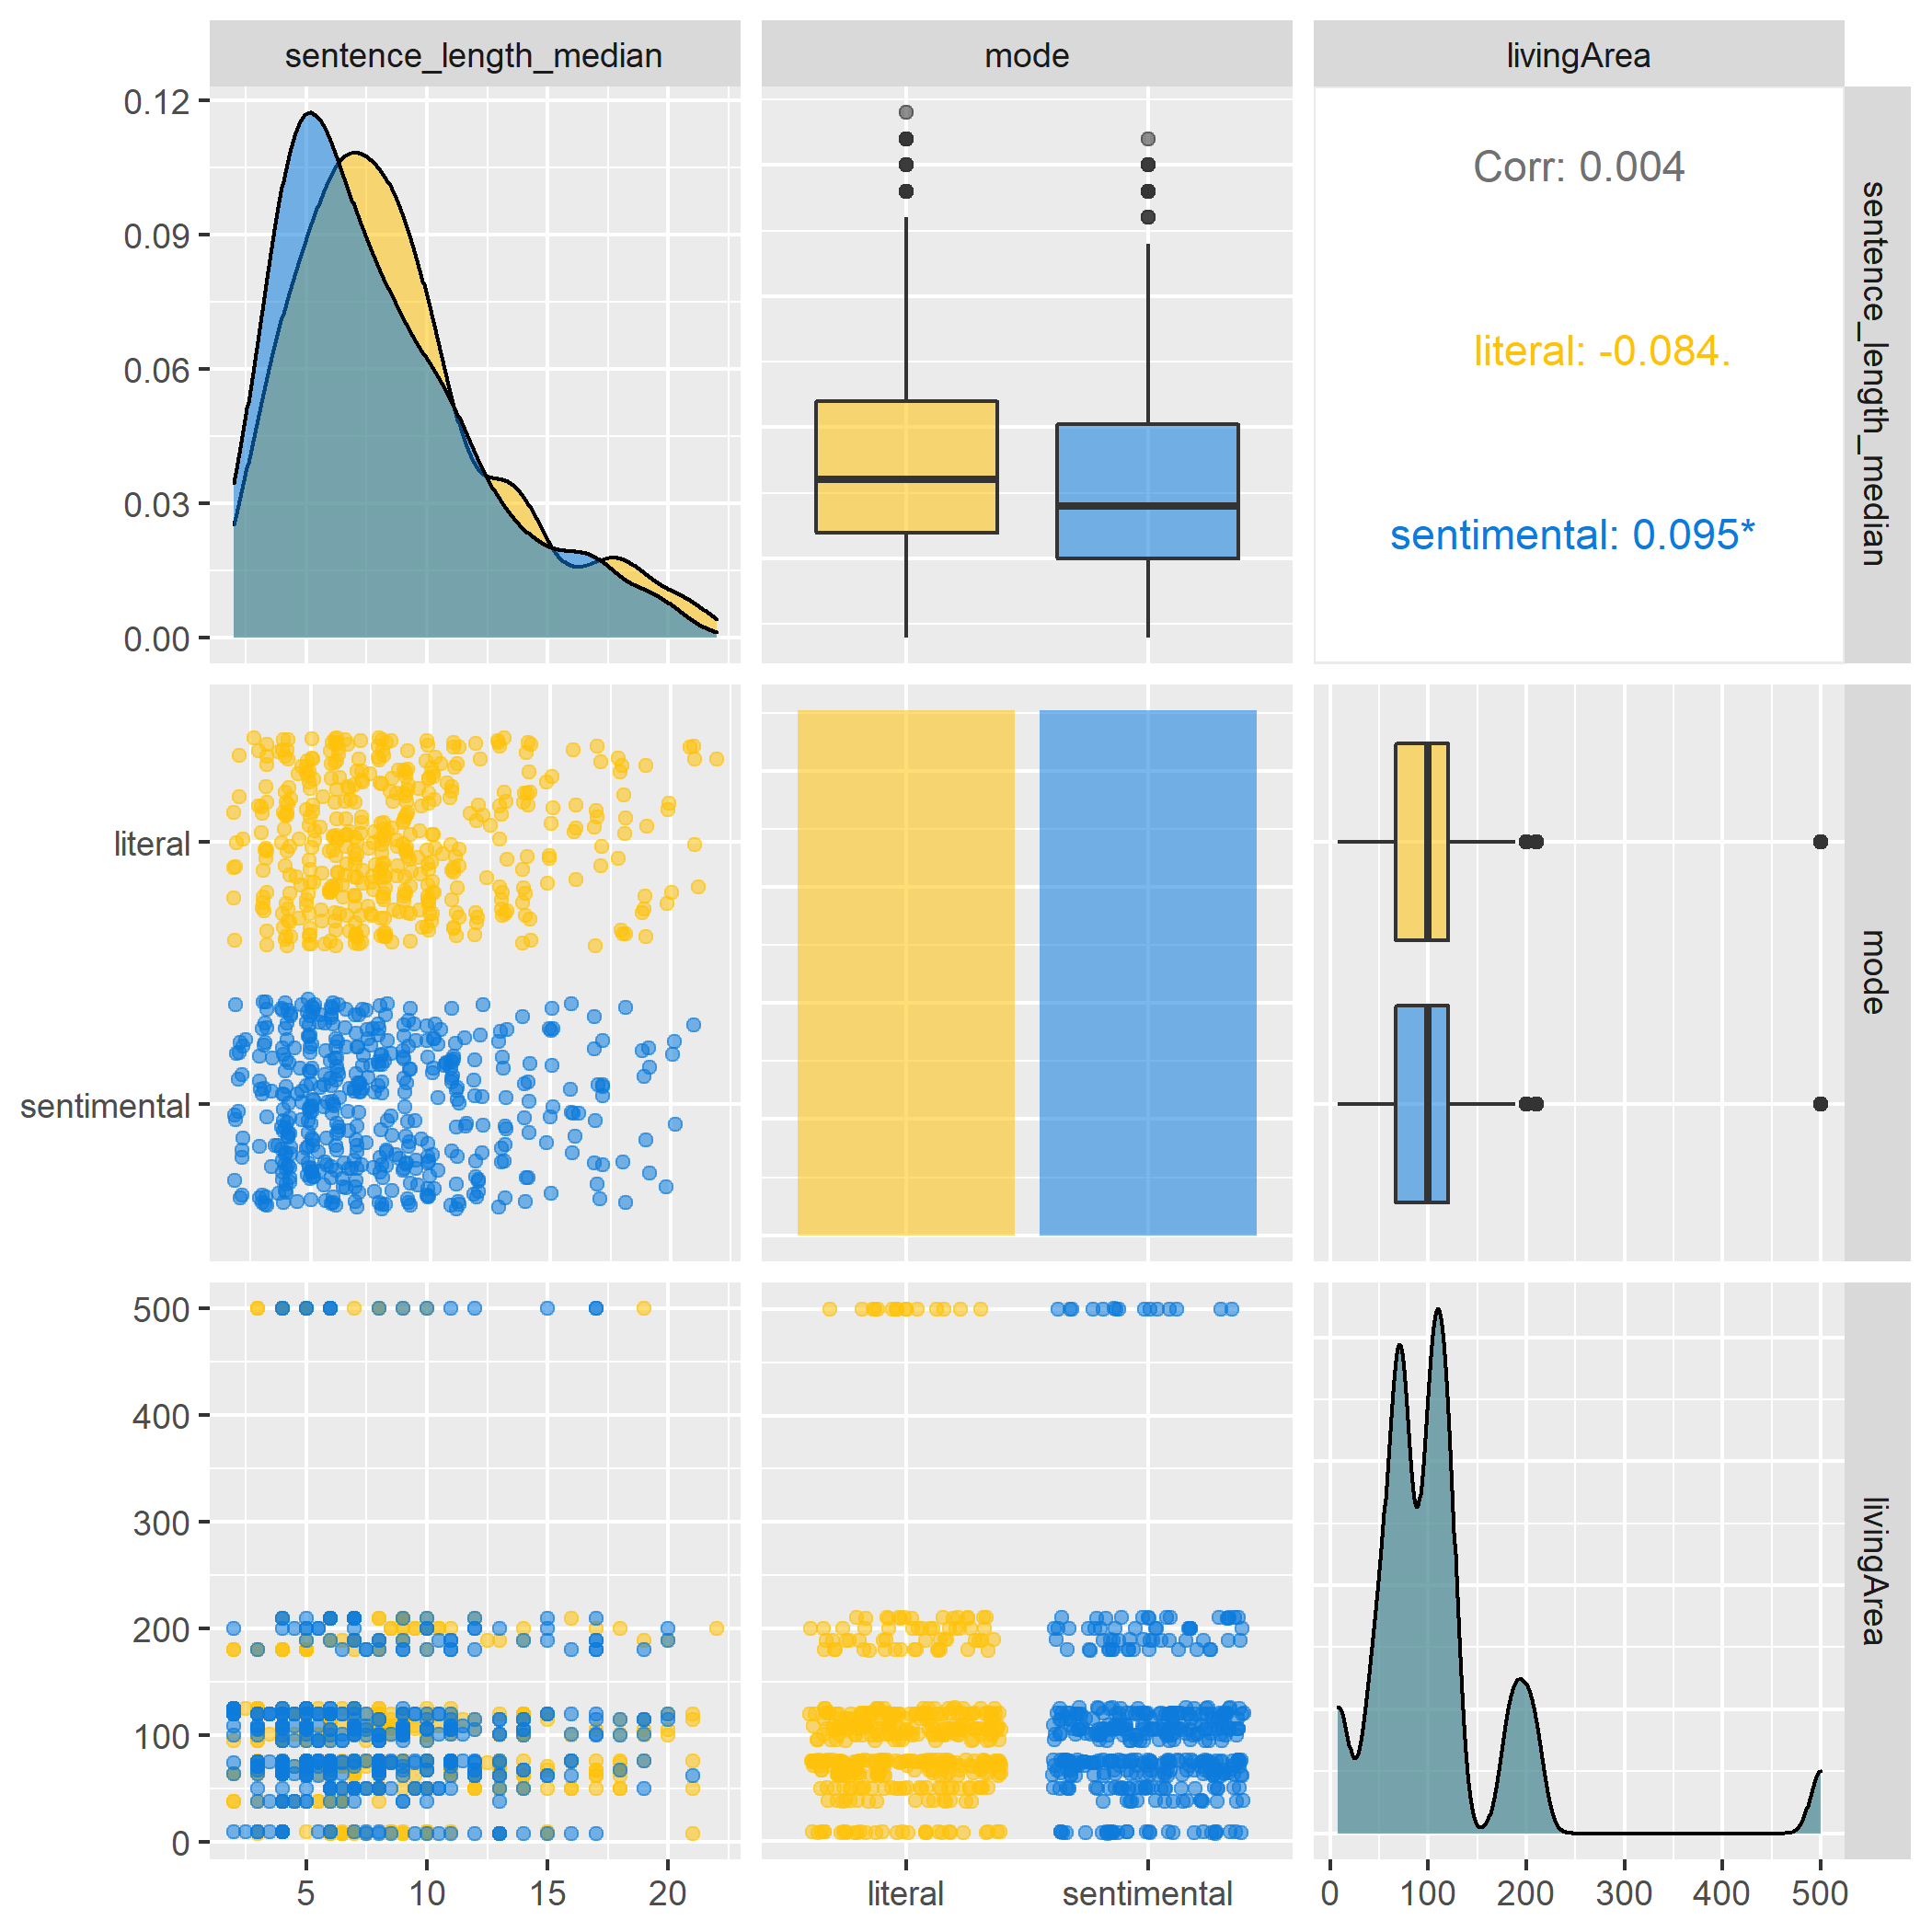 sentence_length_median
mode
livingArea
0.12
0.09
0.06
0.03
0.00
Corr: 0.004
literal: -0.084.
sentimental: 0.095*
sentence_length_median
literal
sentimental
mode
500
400
300
200
100
0
livingArea
5 10 15 20
literal sentimental
0 100 200 300 400 500